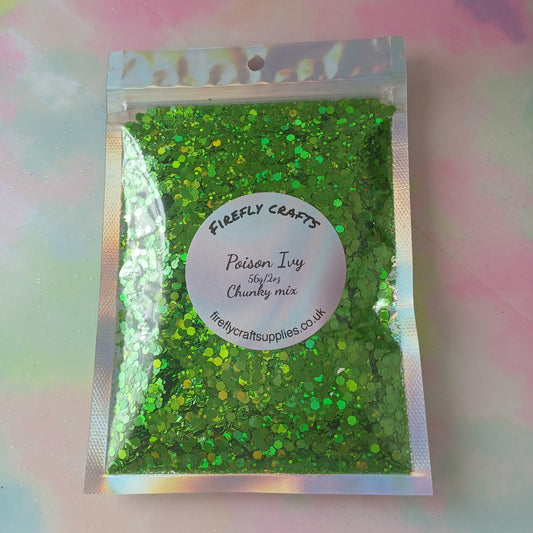 FIREFLY CRAFTS
Poison Ivy
56g/2oz
Chunky mix
fireflycraftsupplies.co.uk